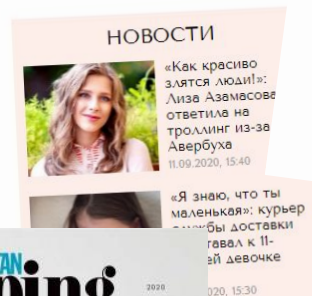 НОВОСТИ
«Как красиво
злятся люди!»:
Лиза Азамасова
ответила на
троллинг из-за
Авербуха
11.09.2020, 15:40
«Я знаю, что ты
маленькая»: курьер
службы доставки
к 11-
девочке
15:30
2020